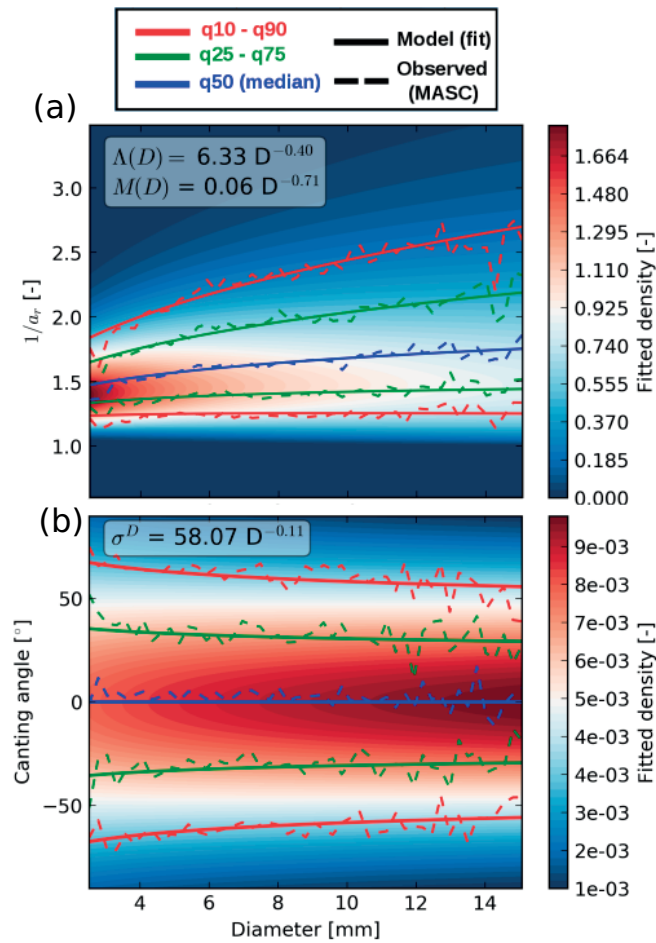 q10 - q90
q25 - q75
q50 (median)
Model (fit)
Observed
(MASC)
(a)
Λ(D) = 6.33 D^{−0.40}
M(D) = 0.06 D^{−0.71}
3.5
3.0
2.5
2.0
1.5
1.0
1/a_r [-]
1.664
1.480
1.295
1.110
0.925
0.740
0.555
0.370
0.185
0.000
Fitted density [-]
(b)
σ^D = 58.07 D^{−0.11}
50
0
−50
Canting angle [°]
4
6
8
10
12
14
Diameter [mm]
9e-03
8e-03
7e-03
6e-03
5e-03
5e-03
4e-03
3e-03
2e-03
1e-03
Fitted density [-]